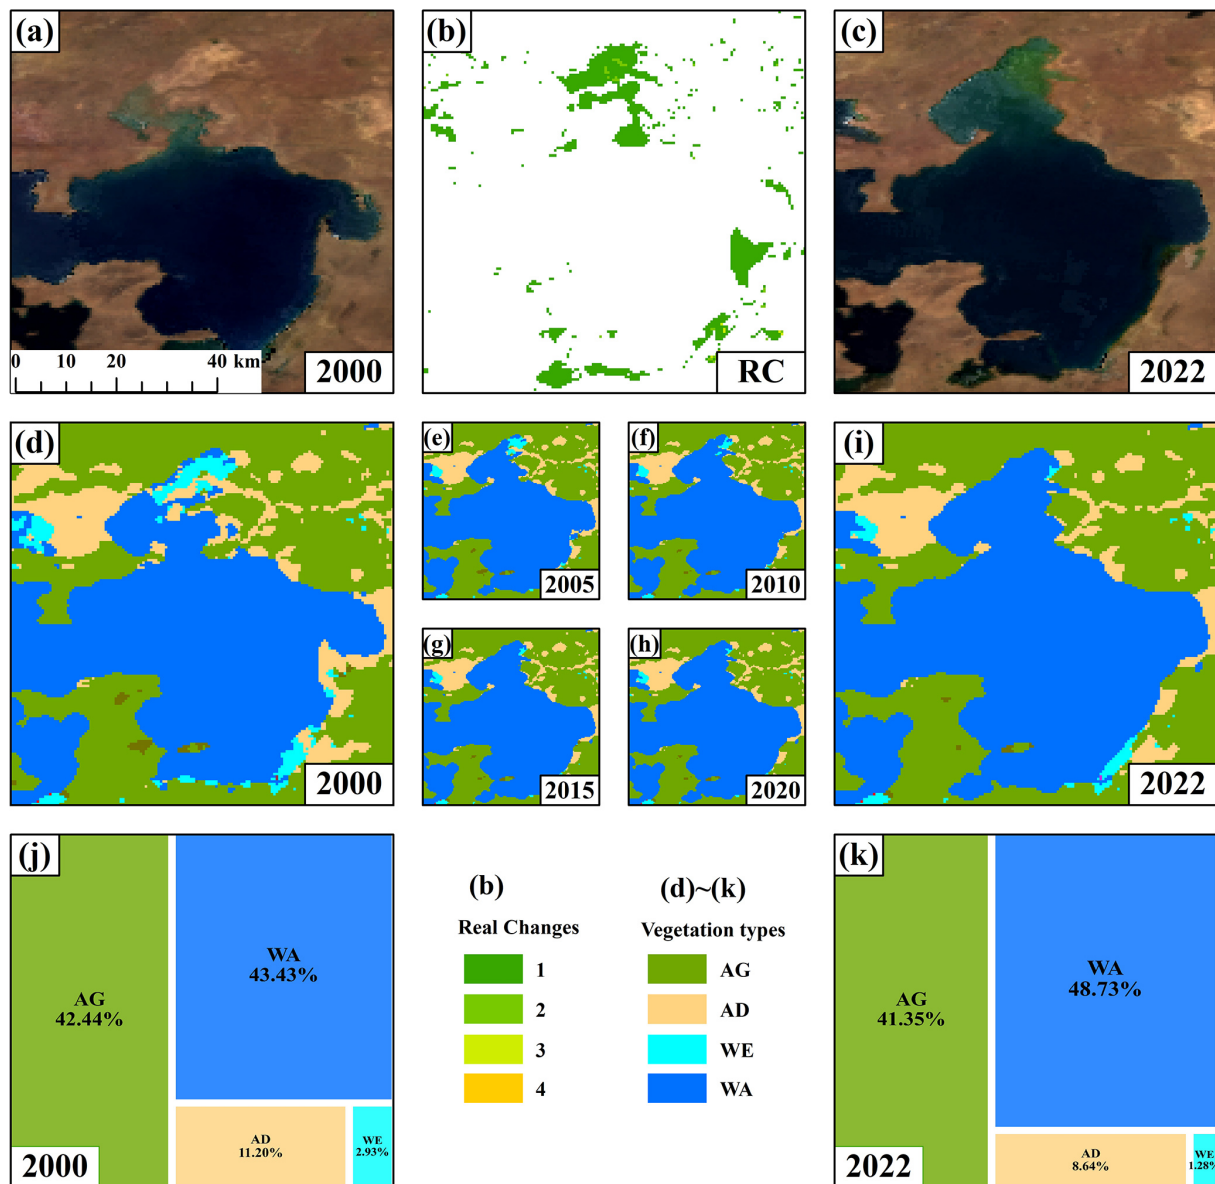 (a)
0 10 20 40 km
2000
(b)
RC
(c)
2022
(d)
2000
(e)
2005
(f)
2010
(g)
2015
(h)
2020
(i)
2022
(j)
AG
42.44%
WA
43.43%
AD
11.20%
WE
2.93%
2000
(b)
Real Changes
1
2
3
4
(d)~(k)
Vegetation types
AG
AD
WE
WA
(k)
AG
41.35%
WA
48.73%
AD
8.64%
WE
1.28%
2022